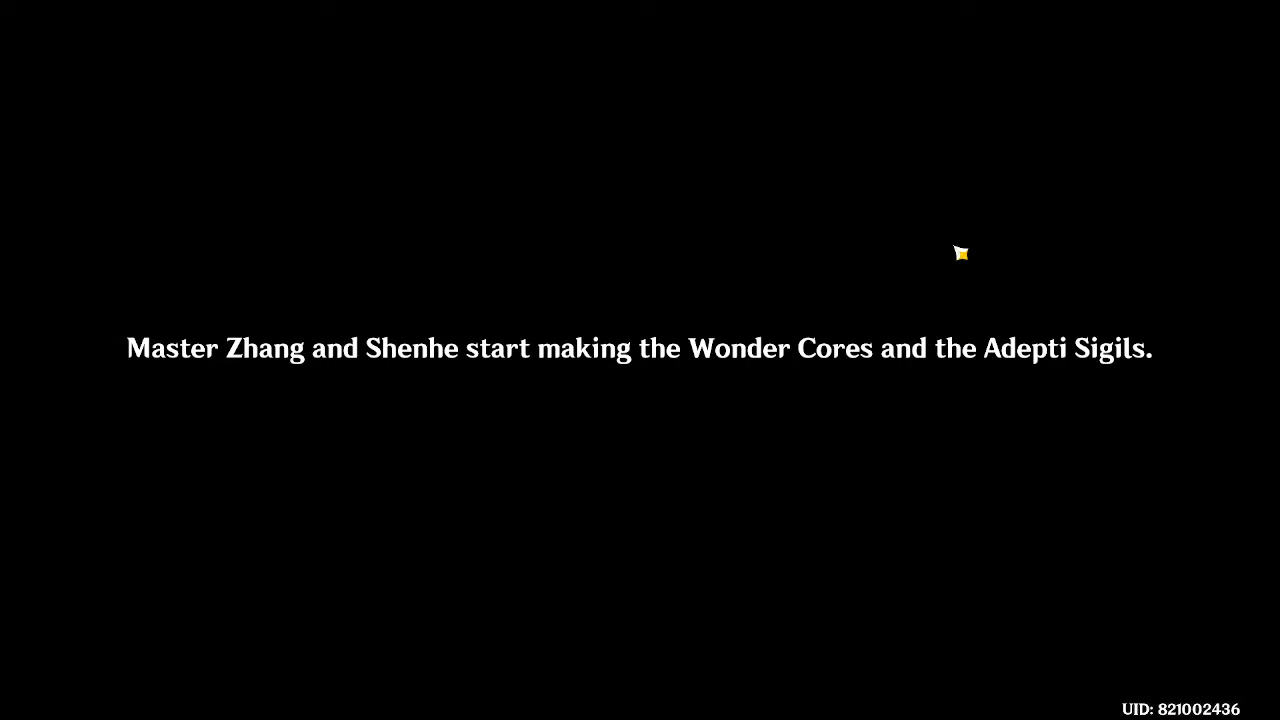 Master Zhang and Shenhe start making the Wonder Cores and the Adepti Sigils.
UID: 821002436